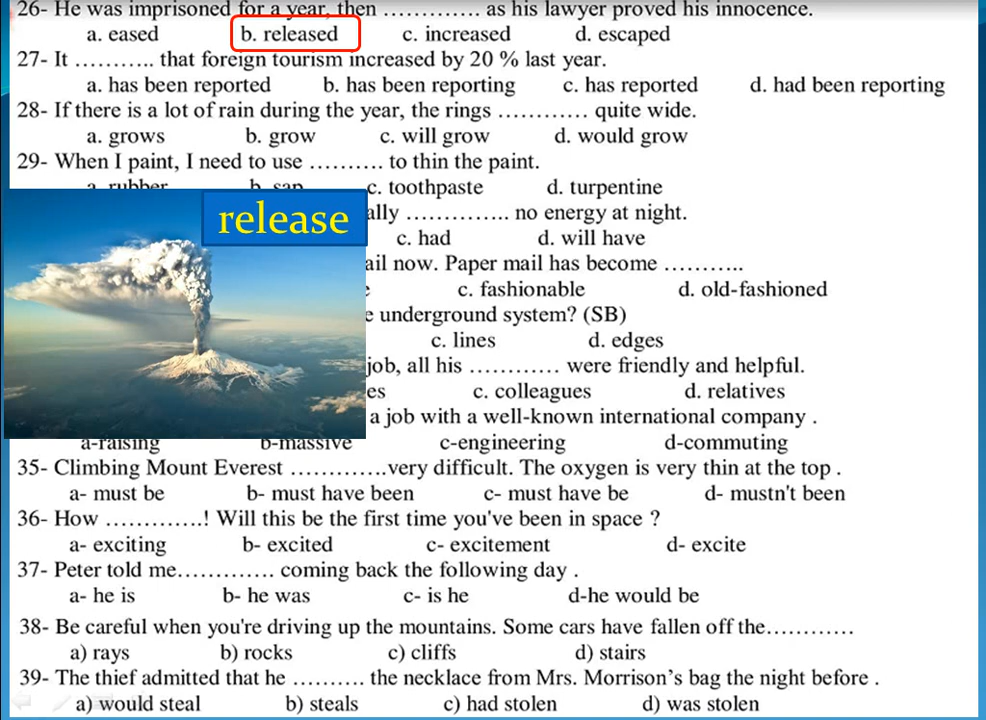 26- He was imprisoned for a year, then ............. as his lawyer proved his innocence.
a. eased b. released c. increased d. escaped
27- It ........... that foreign tourism increased by 20 % last year.
a. has been reported b. has been reporting c. has reported d. had been reporting
28- If there is a lot of rain during the year, the rings ............ quite wide.
a. grows b. grow c. will grow d. would grow
29- When I paint, I need to use .......... to thin the paint.
a. rubber b. sap c. toothpaste d. turpentine
release
ally .............. no energy at night.
c. had d. will have
ail now. Paper mail has become ...........
c. fashionable d. old-fashioned
e underground system? (SB)
c. lines d. edges
job, all his ............ were friendly and helpful.
es c. colleagues d. relatives
a job with a well-known international company .
a-raising b-massive c-engineering d-commuting
35- Climbing Mount Everest .............very difficult. The oxygen is very thin at the top .
a- must be b- must have been c- must have be d- mustn't been
36- How .............! Will this be the first time you've been in space ?
a- exciting b- excited c- excitement d- excite
37- Peter told me............. coming back the following day .
a- he is b- he was c- is he d-he would be
38- Be careful when you're driving up the mountains. Some cars have fallen off the............
a) rays b) rocks c) cliffs d) stairs
39- The thief admitted that he .......... the necklace from Mrs. Morrison's bag the night before .
a) would steal b) steals c) had stolen d) was stolen